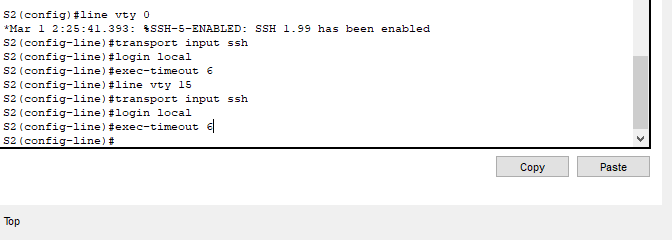 S2(config)#line vty 0
*Mar 1 2:25:41.393: %SSH-5-ENABLED: SSH 1.99 has been enabled
S2(config-line)#transport input ssh
S2(config-line)#login local
S2(config-line)#exec-timeout 6
S2(config-line)#line vty 15
S2(config-line)#transport input ssh
S2(config-line)#login local
S2(config-line)#exec-timeout 6
S2(config-line)#
Copy Paste
Top